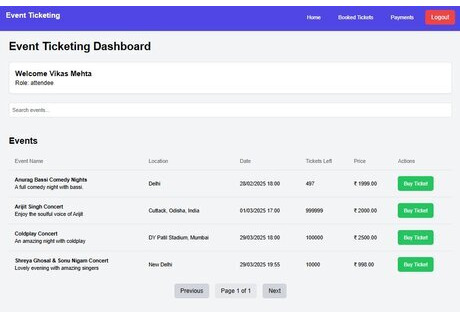 Event Ticketing
Home Booked Tickets Payments Logout
Event Ticketing Dashboard
Welcome Vikas Mehta
Role: attendee
Search events...
Events
Event Name Location Date Tickets Left Price Actions
Anurag Bassi Comedy Nights
A full comedy night with bassi.
Delhi 28/02/2025 18:00 497 ₹ 1999.00 Buy Ticket
Arijit Singh Concert
Enjoy the soulful voice of Arijit
Cuttack, Odisha, India 01/03/2025 17:00 999999 ₹ 2000.00 Buy Ticket
Coldplay Concert
An amazing night with coldplay
DY Patil Stadium, Mumbai 29/03/2025 18:00 100000 ₹ 2500.00 Buy Ticket
Shreya Ghosal & Sonu Nigam Concert
Lovely evening with amazing singers
New Delhi 29/03/2025 19:55 10000 ₹ 998.00 Buy Ticket
Previous Page 1 of 1 Next